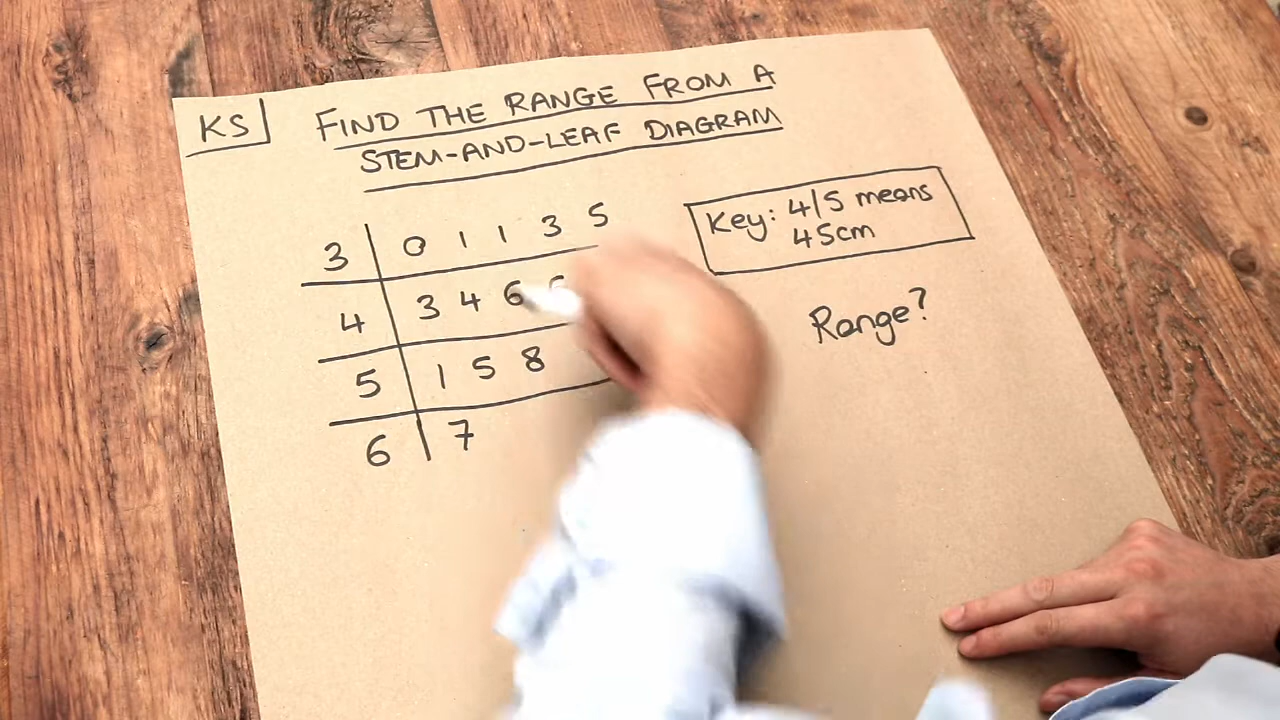 KS
FIND THE RANGE FROM A
STEM-AND-LEAF DIAGRAM
3 | 0 1 1 3 5
4 | 3 4 6
5 | 1 5 8
6 | 7
Key: 4/5 means
45cm
Range?